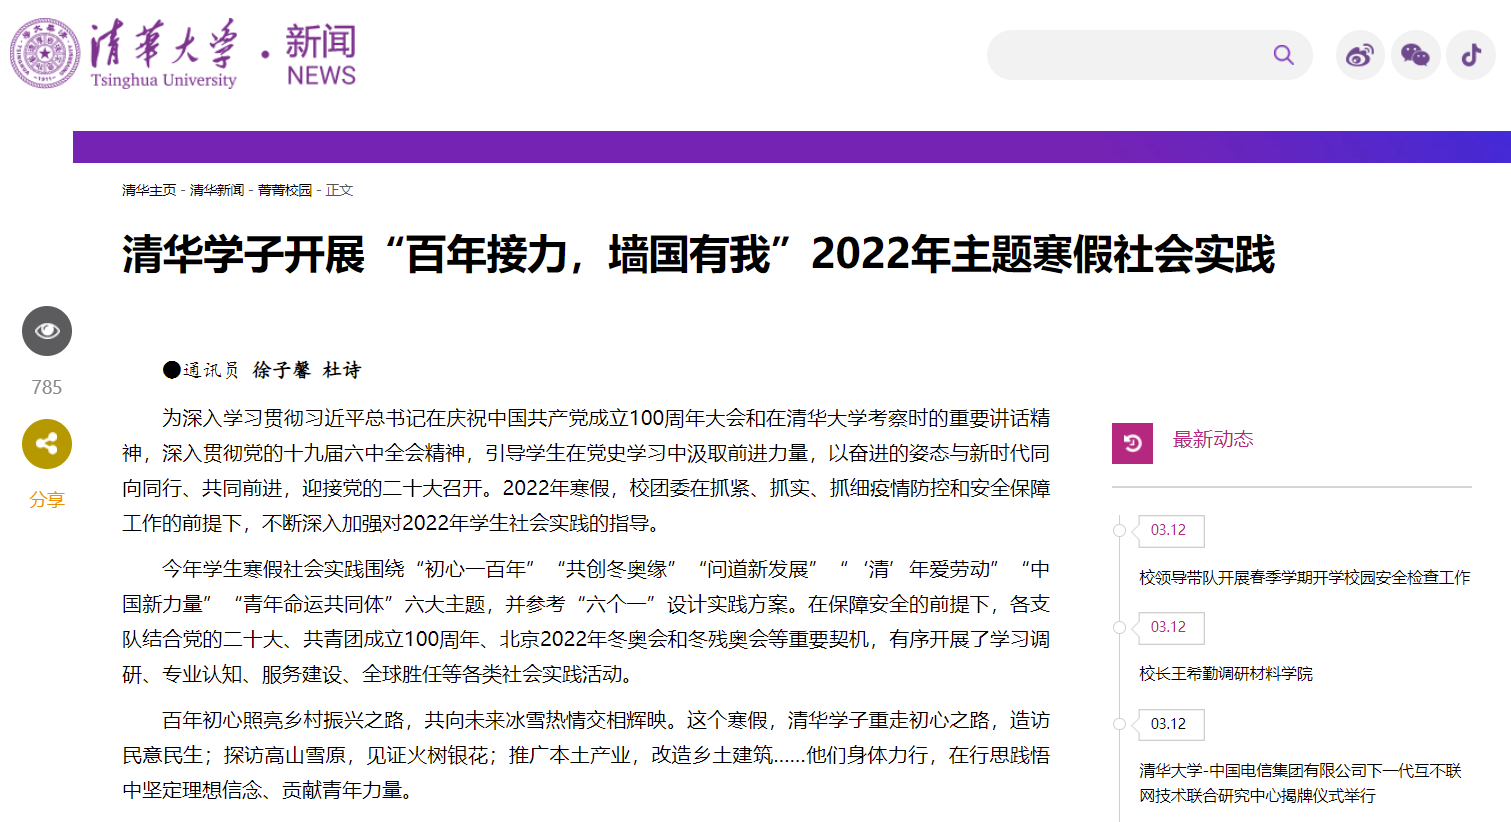 清華大学
Tsinghua University
·
新闻
NEWS
清华主页 - 清华新闻 - 菁菁校园 - 正文
清华学子开展“百年接力，墙国有我”2022年主题寒假社会实践
785
分享
●通讯员 徐子馨 杜诗
为深入学习贯彻习近平总书记在庆祝中国共产党成立100周年大会和在清华大学考察时的重要讲话精
神，深入贯彻党的十九届六中全会精神，引导学生在党史学习中汲取前进力量，以奋进的姿态与新时代同
向同行、共同前进，迎接党的二十大召开。2022年寒假，校团委在抓紧、抓实、抓细疫情防控和安全保障
工作的前提下，不断深入加强对2022年学生社会实践的指导。
今年学生寒假社会实践围绕“初心一百年”“共创冬奥缘”“问道新发展”“‘清’年爱劳动”“中
国新力量”“青年命运共同体”六大主题，并参考“六个一”设计实践方案。在保障安全的前提下，各支
队结合党的二十大、共青团成立100周年、北京2022年冬奥会和冬残奥会等重要契机，有序开展了学习调
研、专业认知、服务建设、全球胜任等各类社会实践活动。
百年初心照亮乡村振兴之路，共向未来冰雪热情交相辉映。这个寒假，清华学子重走初心之路，造访
民意民生；探访高山雪原，见证火树银花；推广本土产业，改造乡土建筑……他们身体力行，在行思践悟
中坚定理想信念、贡献青年力量。
最新动态
03.12
校领导带队开展春季学期开学校园安全检查工作
03.12
校长王希勤调研材料学院
03.12
清华大学-中国电信集团有限公司下一代互不联
网技术联合研究中心揭牌仪式举行